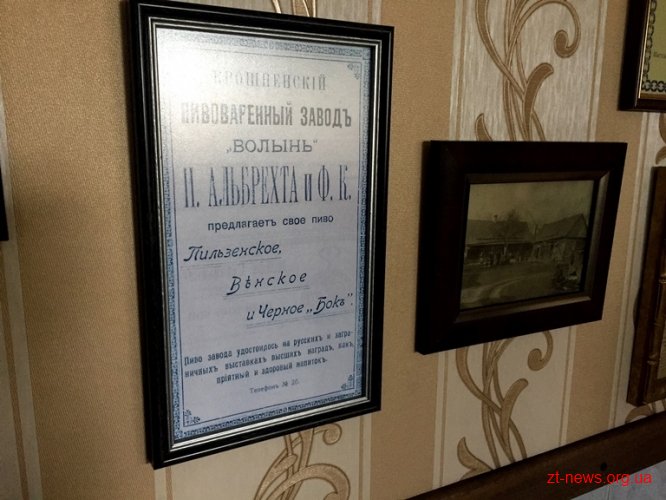 КРОШНЕНСКІЙ
ПИВОВАРЕННЫЙ ЗАВОДЪ
„ВОЛЫНЬ“
И. АЛЬБРЕХТА и Ф. К.
предлагаетъ свое пиво
Пильзенское,
Вѣнское
и Черное „Бокъ“.
Пиво завода удостоилось на русскихъ и загра-
ничныхъ выставкахъ высшихъ наградъ, какъ
пріятный и здоровый напитокъ.
Телефонъ № 26.
zt-news.org.ua